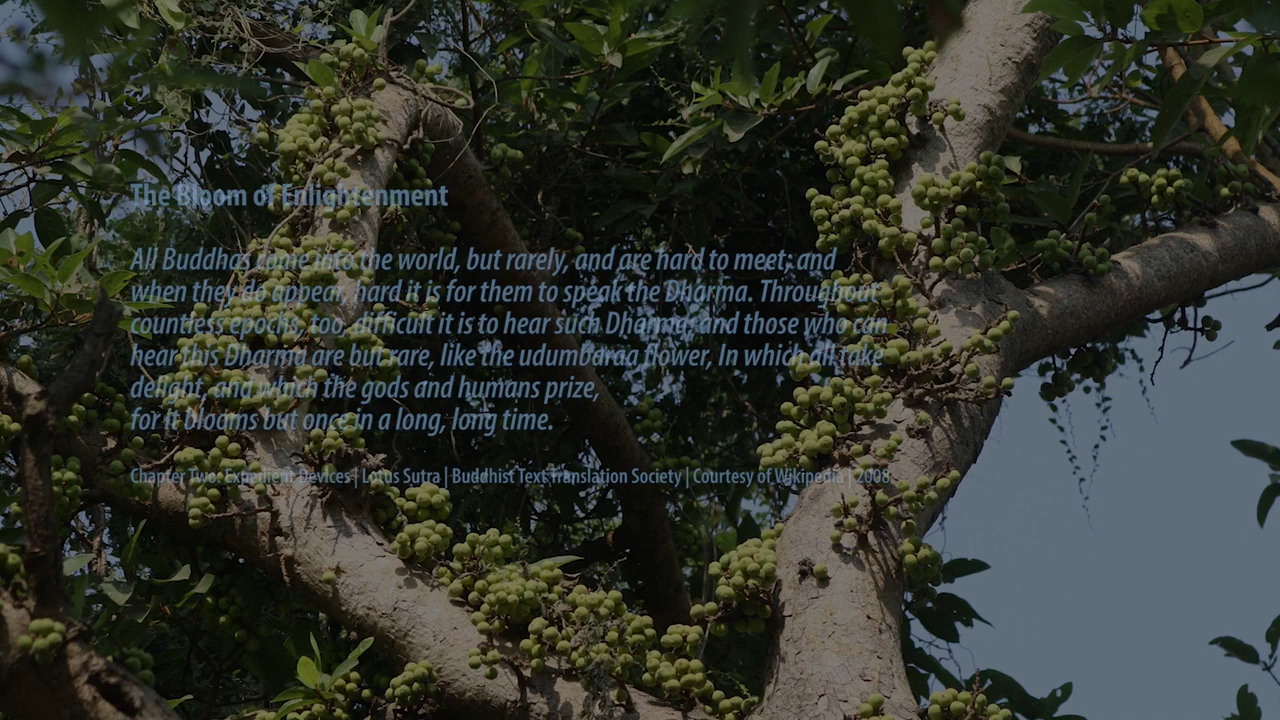 The Bloom of Enlightenment
All Buddhas come into the world, but rarely, and are hard to meet; and
when they do appear, hard it is for them to speak the Dharma. Throughout
countless epochs, too, difficult it is to hear such Dharma; and those who can
hear this Dharma are but rare, like the udumbaraa flower, In which all take
delight, and which the gods and humans prize,
for it blooms but once in a long, long time.
Chapter Two: Expedient Devices | Lotus Sutra | Buddhist Text Translation Society | Courtesy of Wikipedia | 2008